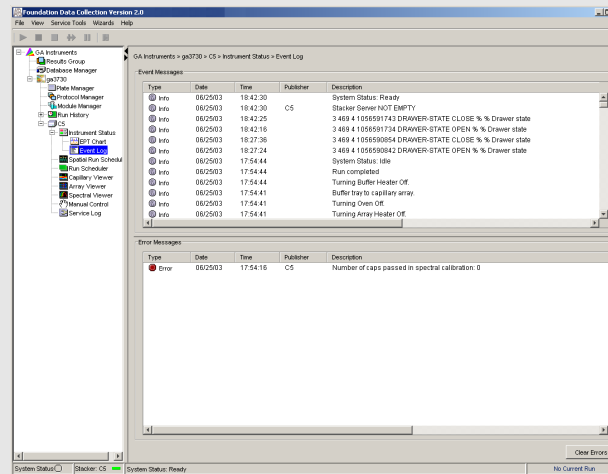 Foundation Data Collection Version 2.0
File View Service Tools Wizards Help
GA Instruments
Results Group
Database Manager
ga3730
Plate Manager
Protocol Manager
Module Manager
Run History
C5
Instrument Status
EPT Chart
Event Log
Spatial Run Schedul
Run Scheduler
Capillary Viewer
Array Viewer
Spectral Viewer
Manual Control
Service Log
GA Instruments > ga3730 > C5 > Instrument Status > Event Log
Event Messages
Type Date Time Publisher Description
Info 06/25/03 18:42:30 System Status: Ready
Info 06/25/03 18:42:30 C5 Stacker Server NOT EMPTY
Info 06/25/03 18:42:25 3 469 4 1056591743 DRAWER-STATE CLOSE % % Drawer state
Info 06/25/03 18:42:16 3 469 4 1056591734 DRAWER-STATE OPEN % % Drawer state
Info 06/25/03 18:27:36 3 469 4 1056590854 DRAWER-STATE CLOSE % % Drawer state
Info 06/25/03 18:27:24 3 469 4 1056590842 DRAWER-STATE OPEN % % Drawer state
Info 06/25/03 17:54:44 System Status: Idle
Info 06/25/03 17:54:44 Run completed
Info 06/25/03 17:54:44 Turning Buffer Heater Off.
Info 06/25/03 17:54:41 Buffer tray to capillary array.
Info 06/25/03 17:54:41 Turning Oven Off.
Info 06/25/03 17:54:41 Turning Array Heater Off.
Error Messages
Type Date Time Publisher Description
Error 06/25/03 17:54:16 C5 Number of caps passed in spectral calibration: 0
Clear Errors
System Status: Stacker: C5 System Status: Ready No Current Run